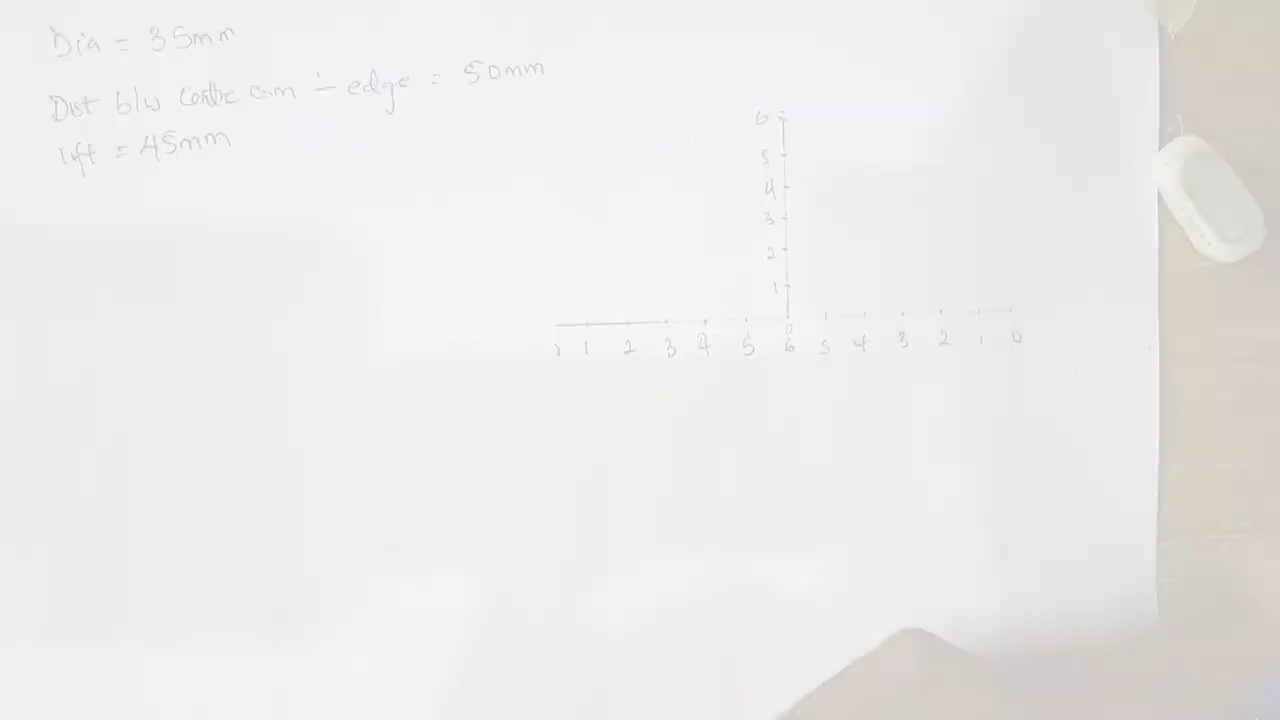 Dia = 35mm
Dist b/w centre cam - edge = 50mm
lift = 45mm
6
5
4
3
2
1
0 1 2 3 4 5 6 5 4 3 2 1 0